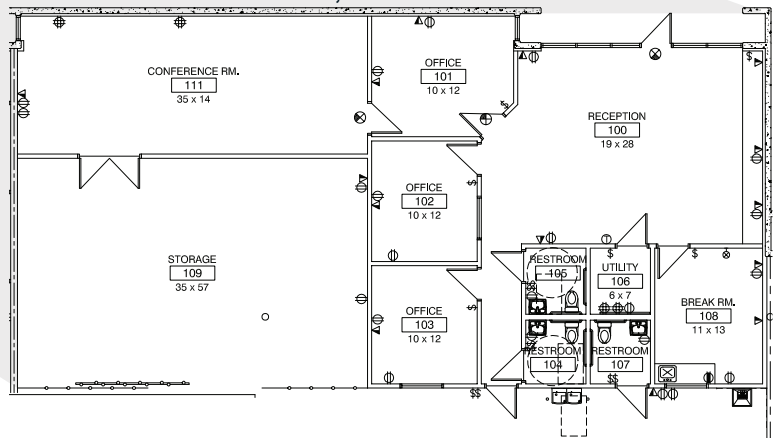 CONFERENCE RM.
111
35 x 14
OFFICE
101
10 x 12
RECEPTION
100
19 x 28
OFFICE
102
10 x 12
STORAGE
109
35 x 57
RESTROOM
105
UTILITY
106
6 x 7
OFFICE
103
10 x 12
BREAK RM.
108
11 x 13
RESTROOM
104
RESTROOM
107